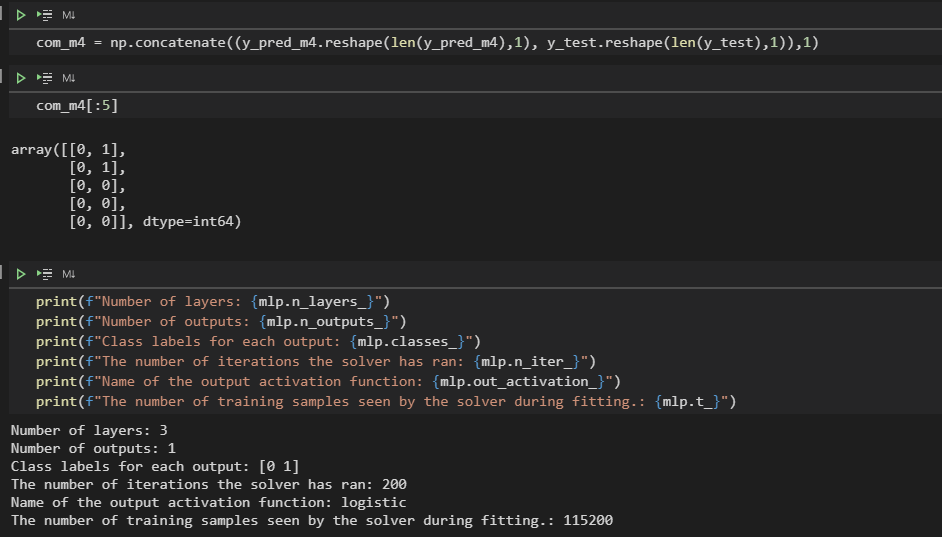 M↓
com_m4 = np.concatenate((y_pred_m4.reshape(len(y_pred_m4),1), y_test.reshape(len(y_test),1)),1)
M↓
com_m4[:5]
array([[0, 1],
       [0, 1],
       [0, 0],
       [0, 0],
       [0, 0]], dtype=int64)
M↓
print(f"Number of layers: {mlp.n_layers_}")
print(f"Number of outputs: {mlp.n_outputs_}")
print(f"Class labels for each output: {mlp.classes_}")
print(f"The number of iterations the solver has ran: {mlp.n_iter_}")
print(f"Name of the output activation function: {mlp.out_activation_}")
print(f"The number of training samples seen by the solver during fitting.: {mlp.t_}")
Number of layers: 3
Number of outputs: 1
Class labels for each output: [0 1]
The number of iterations the solver has ran: 200
Name of the output activation function: logistic
The number of training samples seen by the solver during fitting.: 115200